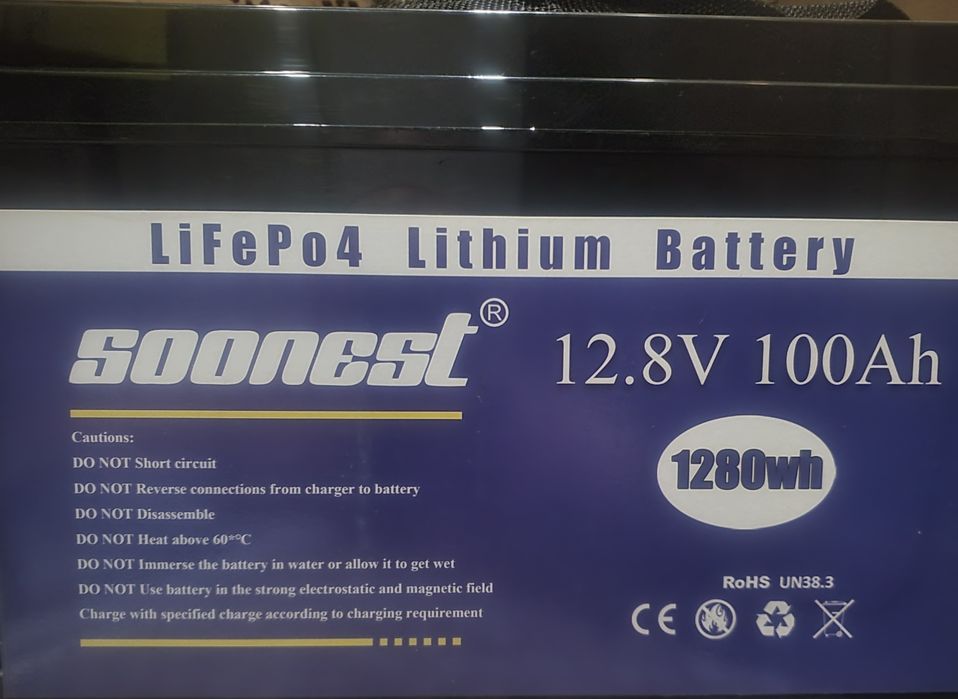 LiFePo4 Lithium Battery
soonest®
12.8V 100Ah
1280wh
Cautions:
DO NOT Short circuit
DO NOT Reverse connections from charger to battery
DO NOT Disassemble
DO NOT Heat above 60*°C
DO NOT Immerse the battery in water or allow it to get wet
DO NOT Use battery in the strong electrostatic and magnetic field
Charge with specified charge according to charging requirement
RoHS UN38.3
CE